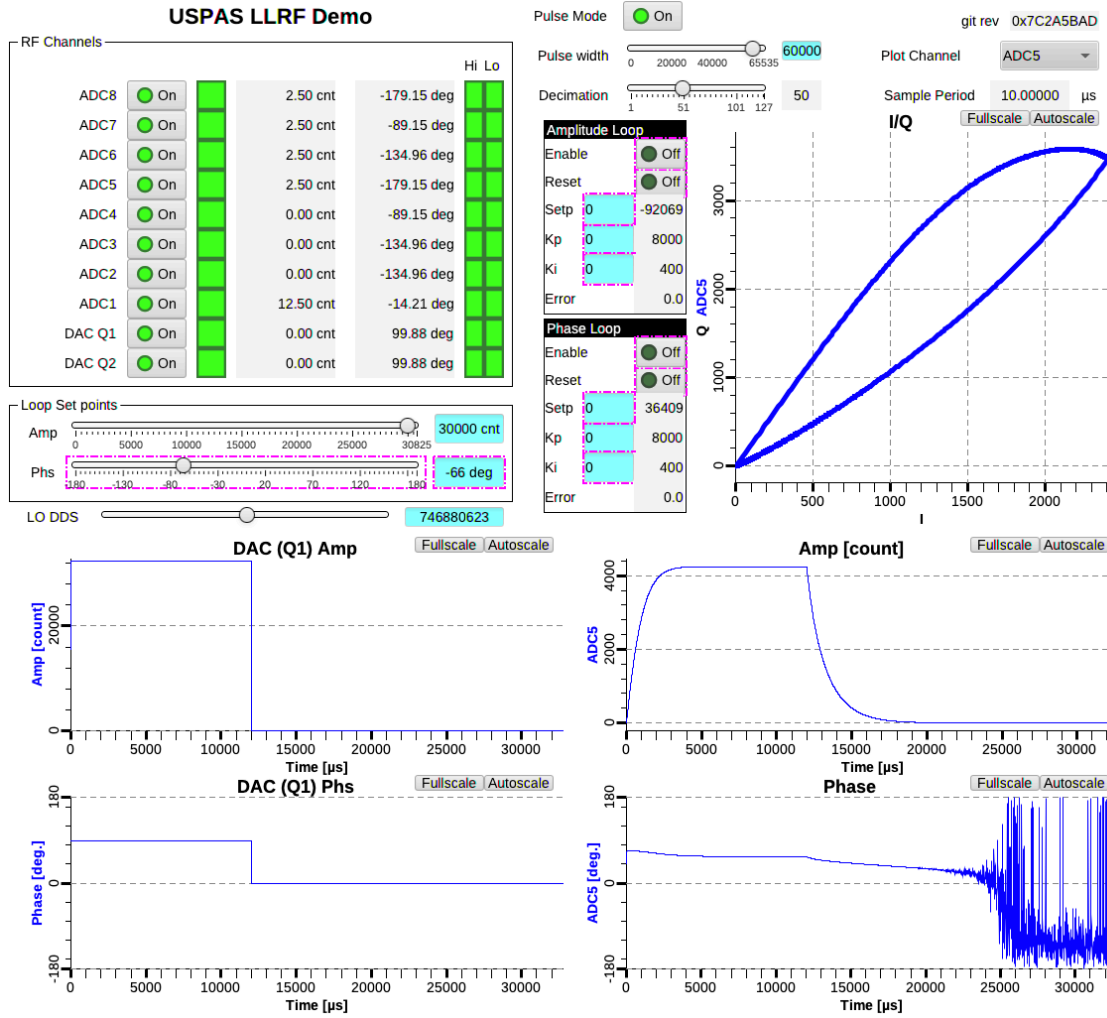 USPAS LLRF Demo
Pulse Mode On
git rev 0x7C2A5BAD
RF Channels
Hi Lo
Pulse width 60000
0 20000 40000 65535
Plot Channel ADC5
Decimation 50
1 51 101 127
Sample Period 10.00000 µs
ADC8 On 2.50 cnt -179.15 deg
ADC7 On 2.50 cnt -89.15 deg
ADC6 On 2.50 cnt -134.96 deg
ADC5 On 2.50 cnt -179.15 deg
ADC4 On 0.00 cnt -89.15 deg
ADC3 On 0.00 cnt -134.96 deg
ADC2 On 0.00 cnt -134.96 deg
ADC1 On 12.50 cnt -14.21 deg
DAC Q1 On 0.00 cnt 99.88 deg
DAC Q2 On 0.00 cnt 99.88 deg
Amplitude Loop
Enable Off
Reset Off
Setp 0 -92069
Kp 0 8000
Ki 0 400
Error 0.0
Phase Loop
Enable Off
Reset Off
Setp 0 36409
Kp 0 8000
Ki 0 400
Error 0.0
I/Q
Fullscale Autoscale
Q ADC5
3000
2000
1000
0
0 500 1000 1500 2000
I
Loop Set points
Amp 30000 cnt
0 5000 10000 15000 20000 25000 30825
Phs -66 deg
-180 -130 -80 -30 20 70 120 180
LO DDS 746880623
DAC (Q1) Amp
Fullscale Autoscale
Amp [count]
20000
0
0 5000 10000 15000 20000 25000 30000
Time [µs]
Amp [count]
Fullscale Autoscale
ADC5
4000
2000
0
0 5000 10000 15000 20000 25000 30000
Time [µs]
DAC (Q1) Phs
Fullscale Autoscale
Phase [deg.]
180
0
-180
0 5000 10000 15000 20000 25000 30000
Time [µs]
Phase
Fullscale Autoscale
ADC5 [deg.]
180
0
-180
0 5000 10000 15000 20000 25000 30000
Time [µs]